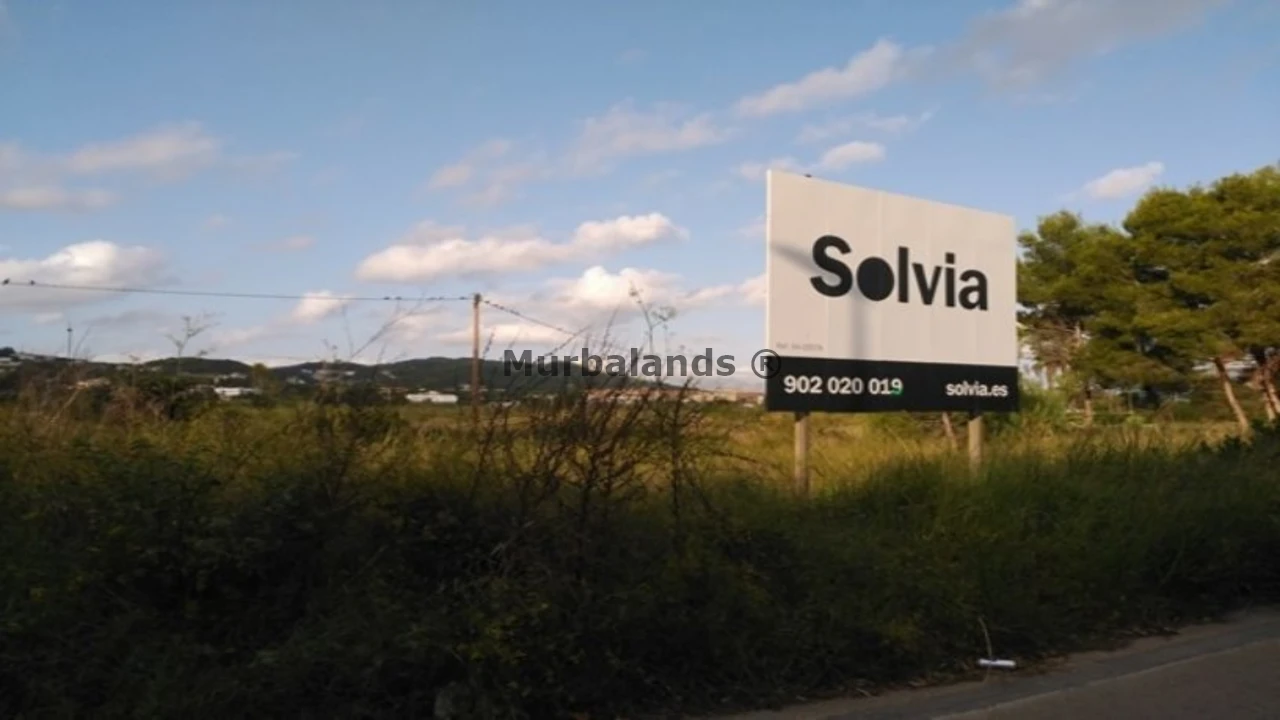 Solvia
902 020 019
solvia.es
Murbalands ®